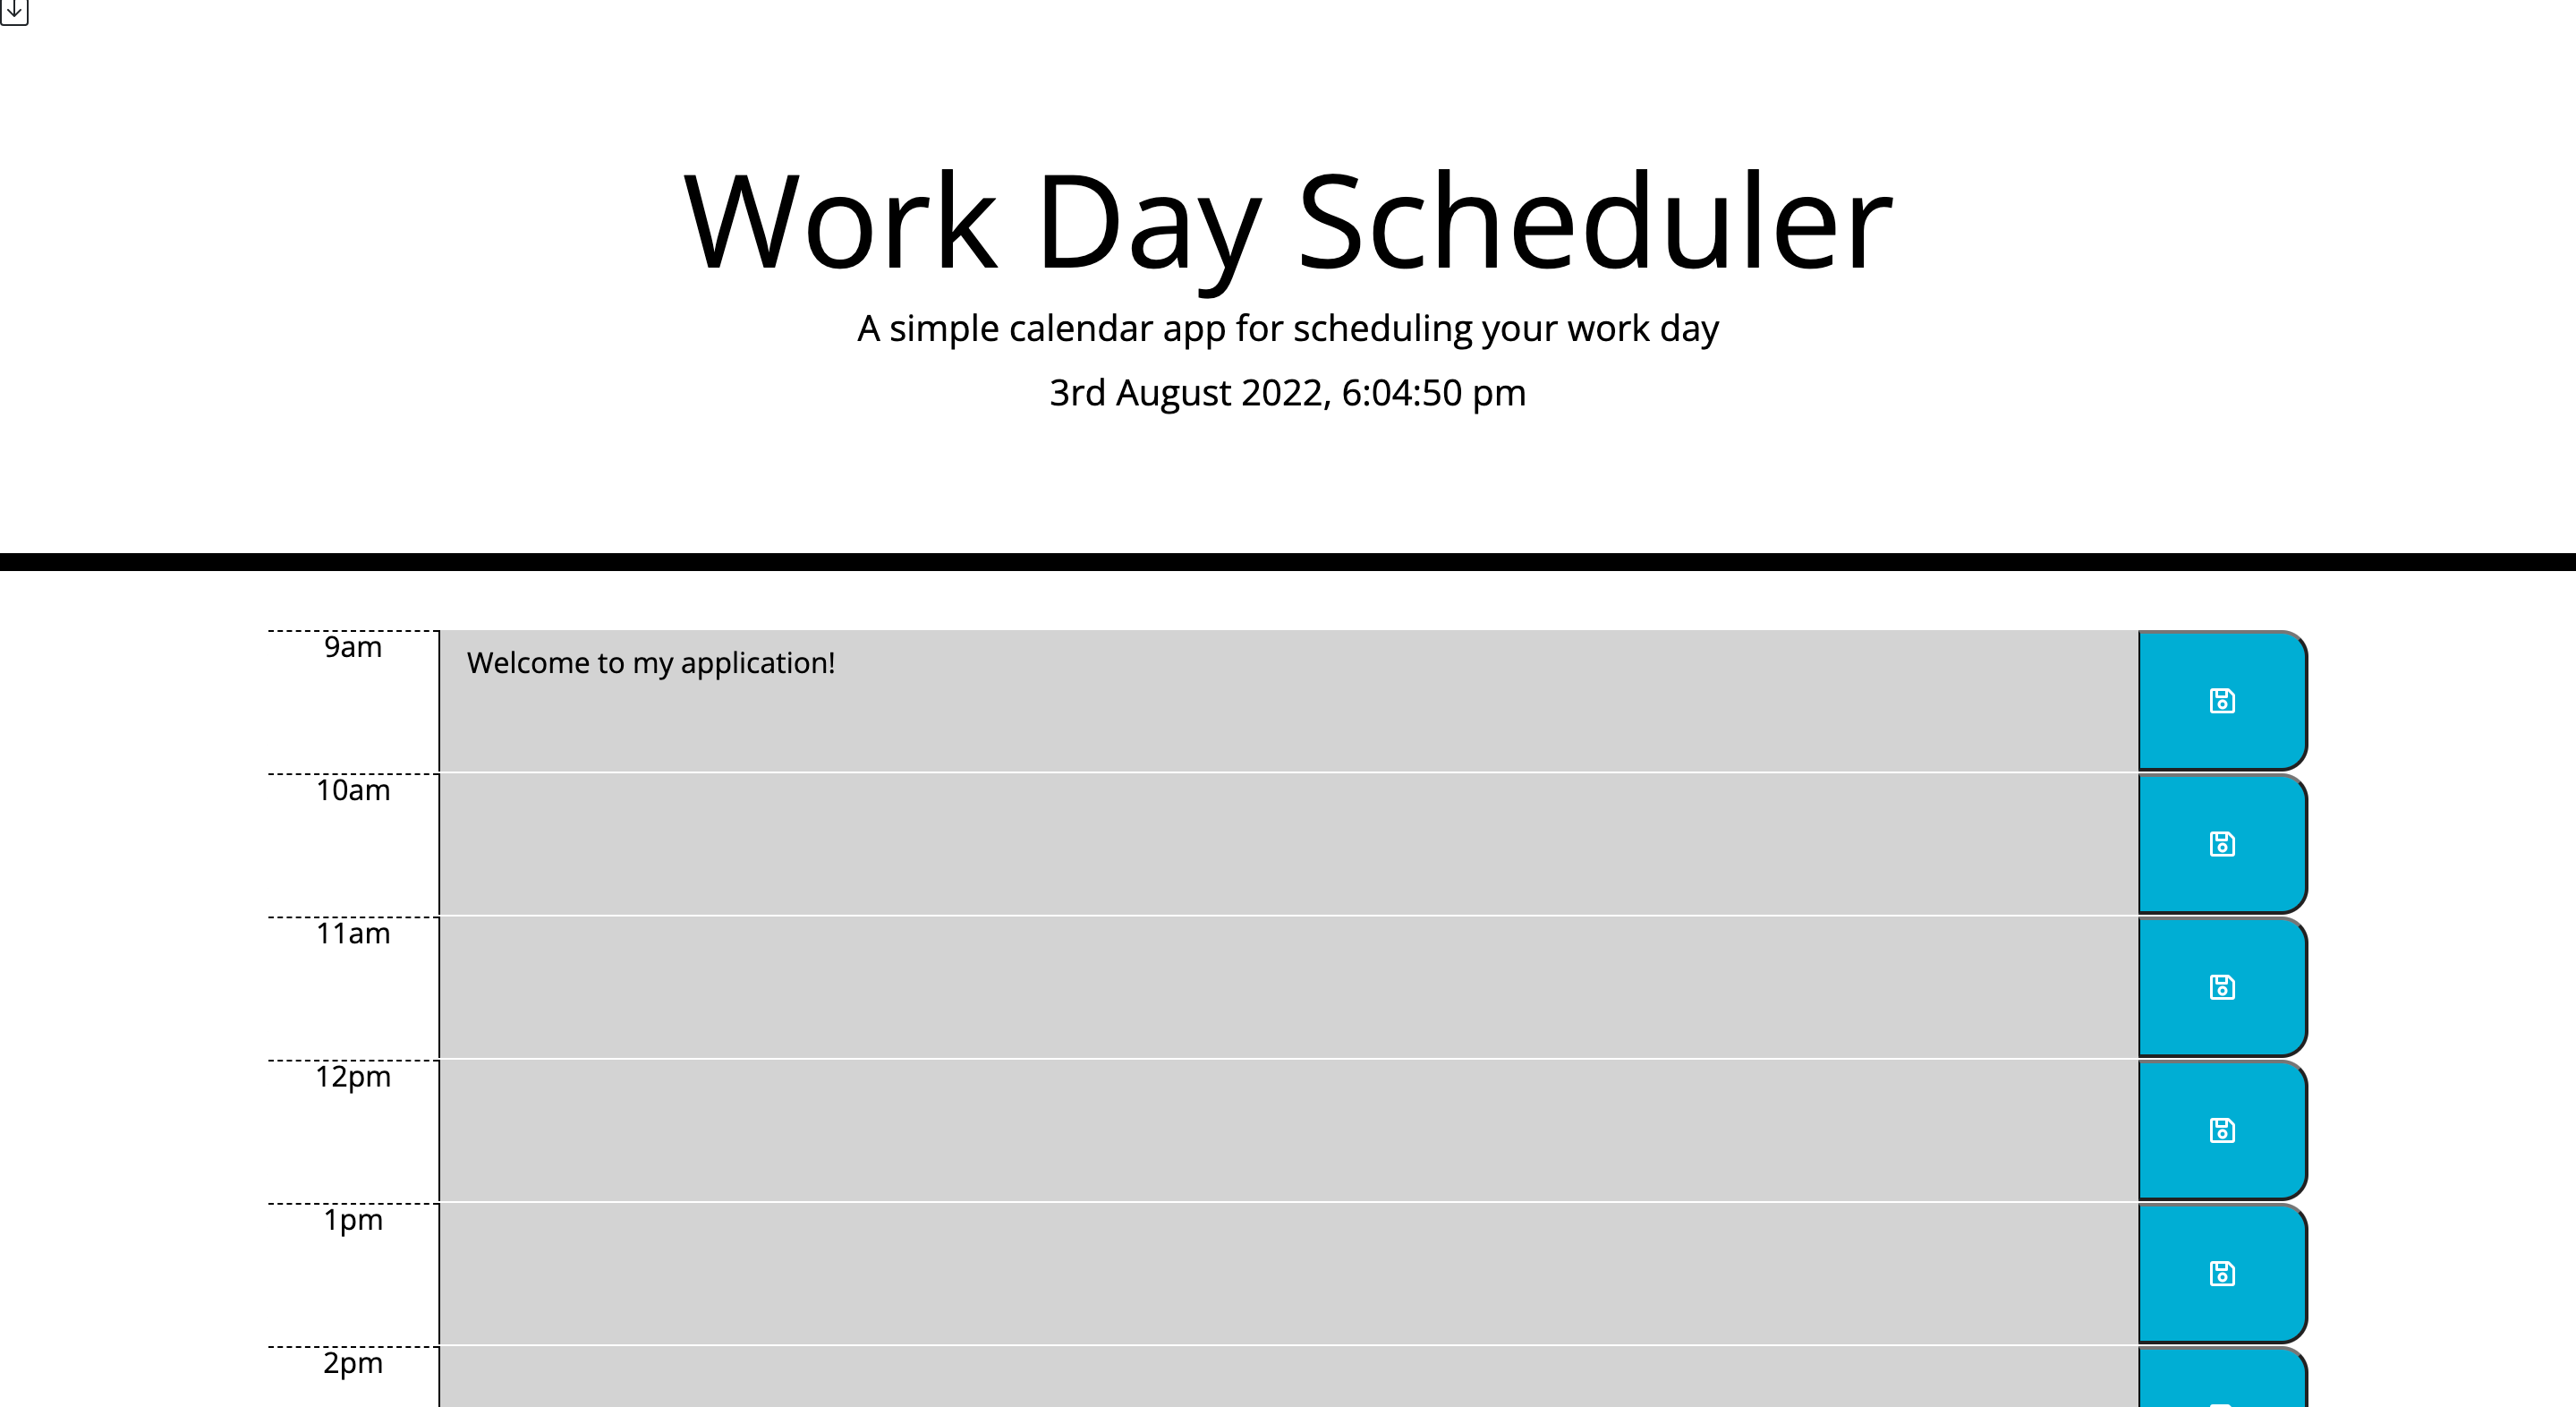 Work Day Scheduler
A simple calendar app for scheduling your work day
3rd August 2022, 6:04:50 pm
9am
Welcome to my application!
10am
11am
12pm
1pm
2pm